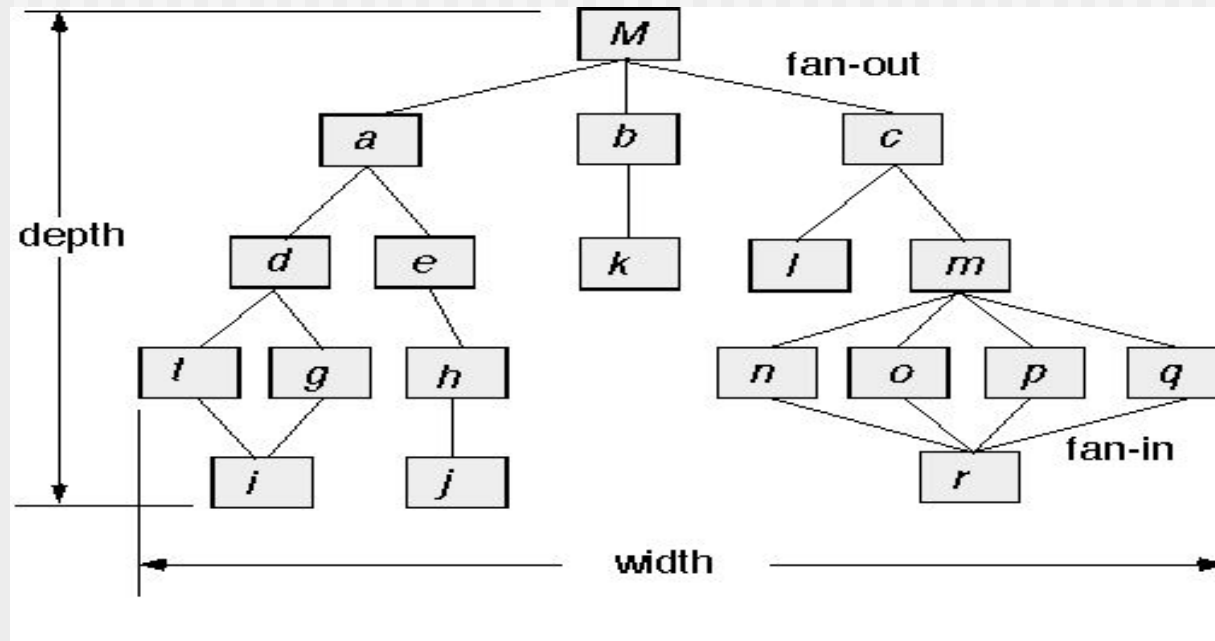 M
fan-out
a b c
depth
d e k l m
t g h n o p q
fan-in
i j r
width